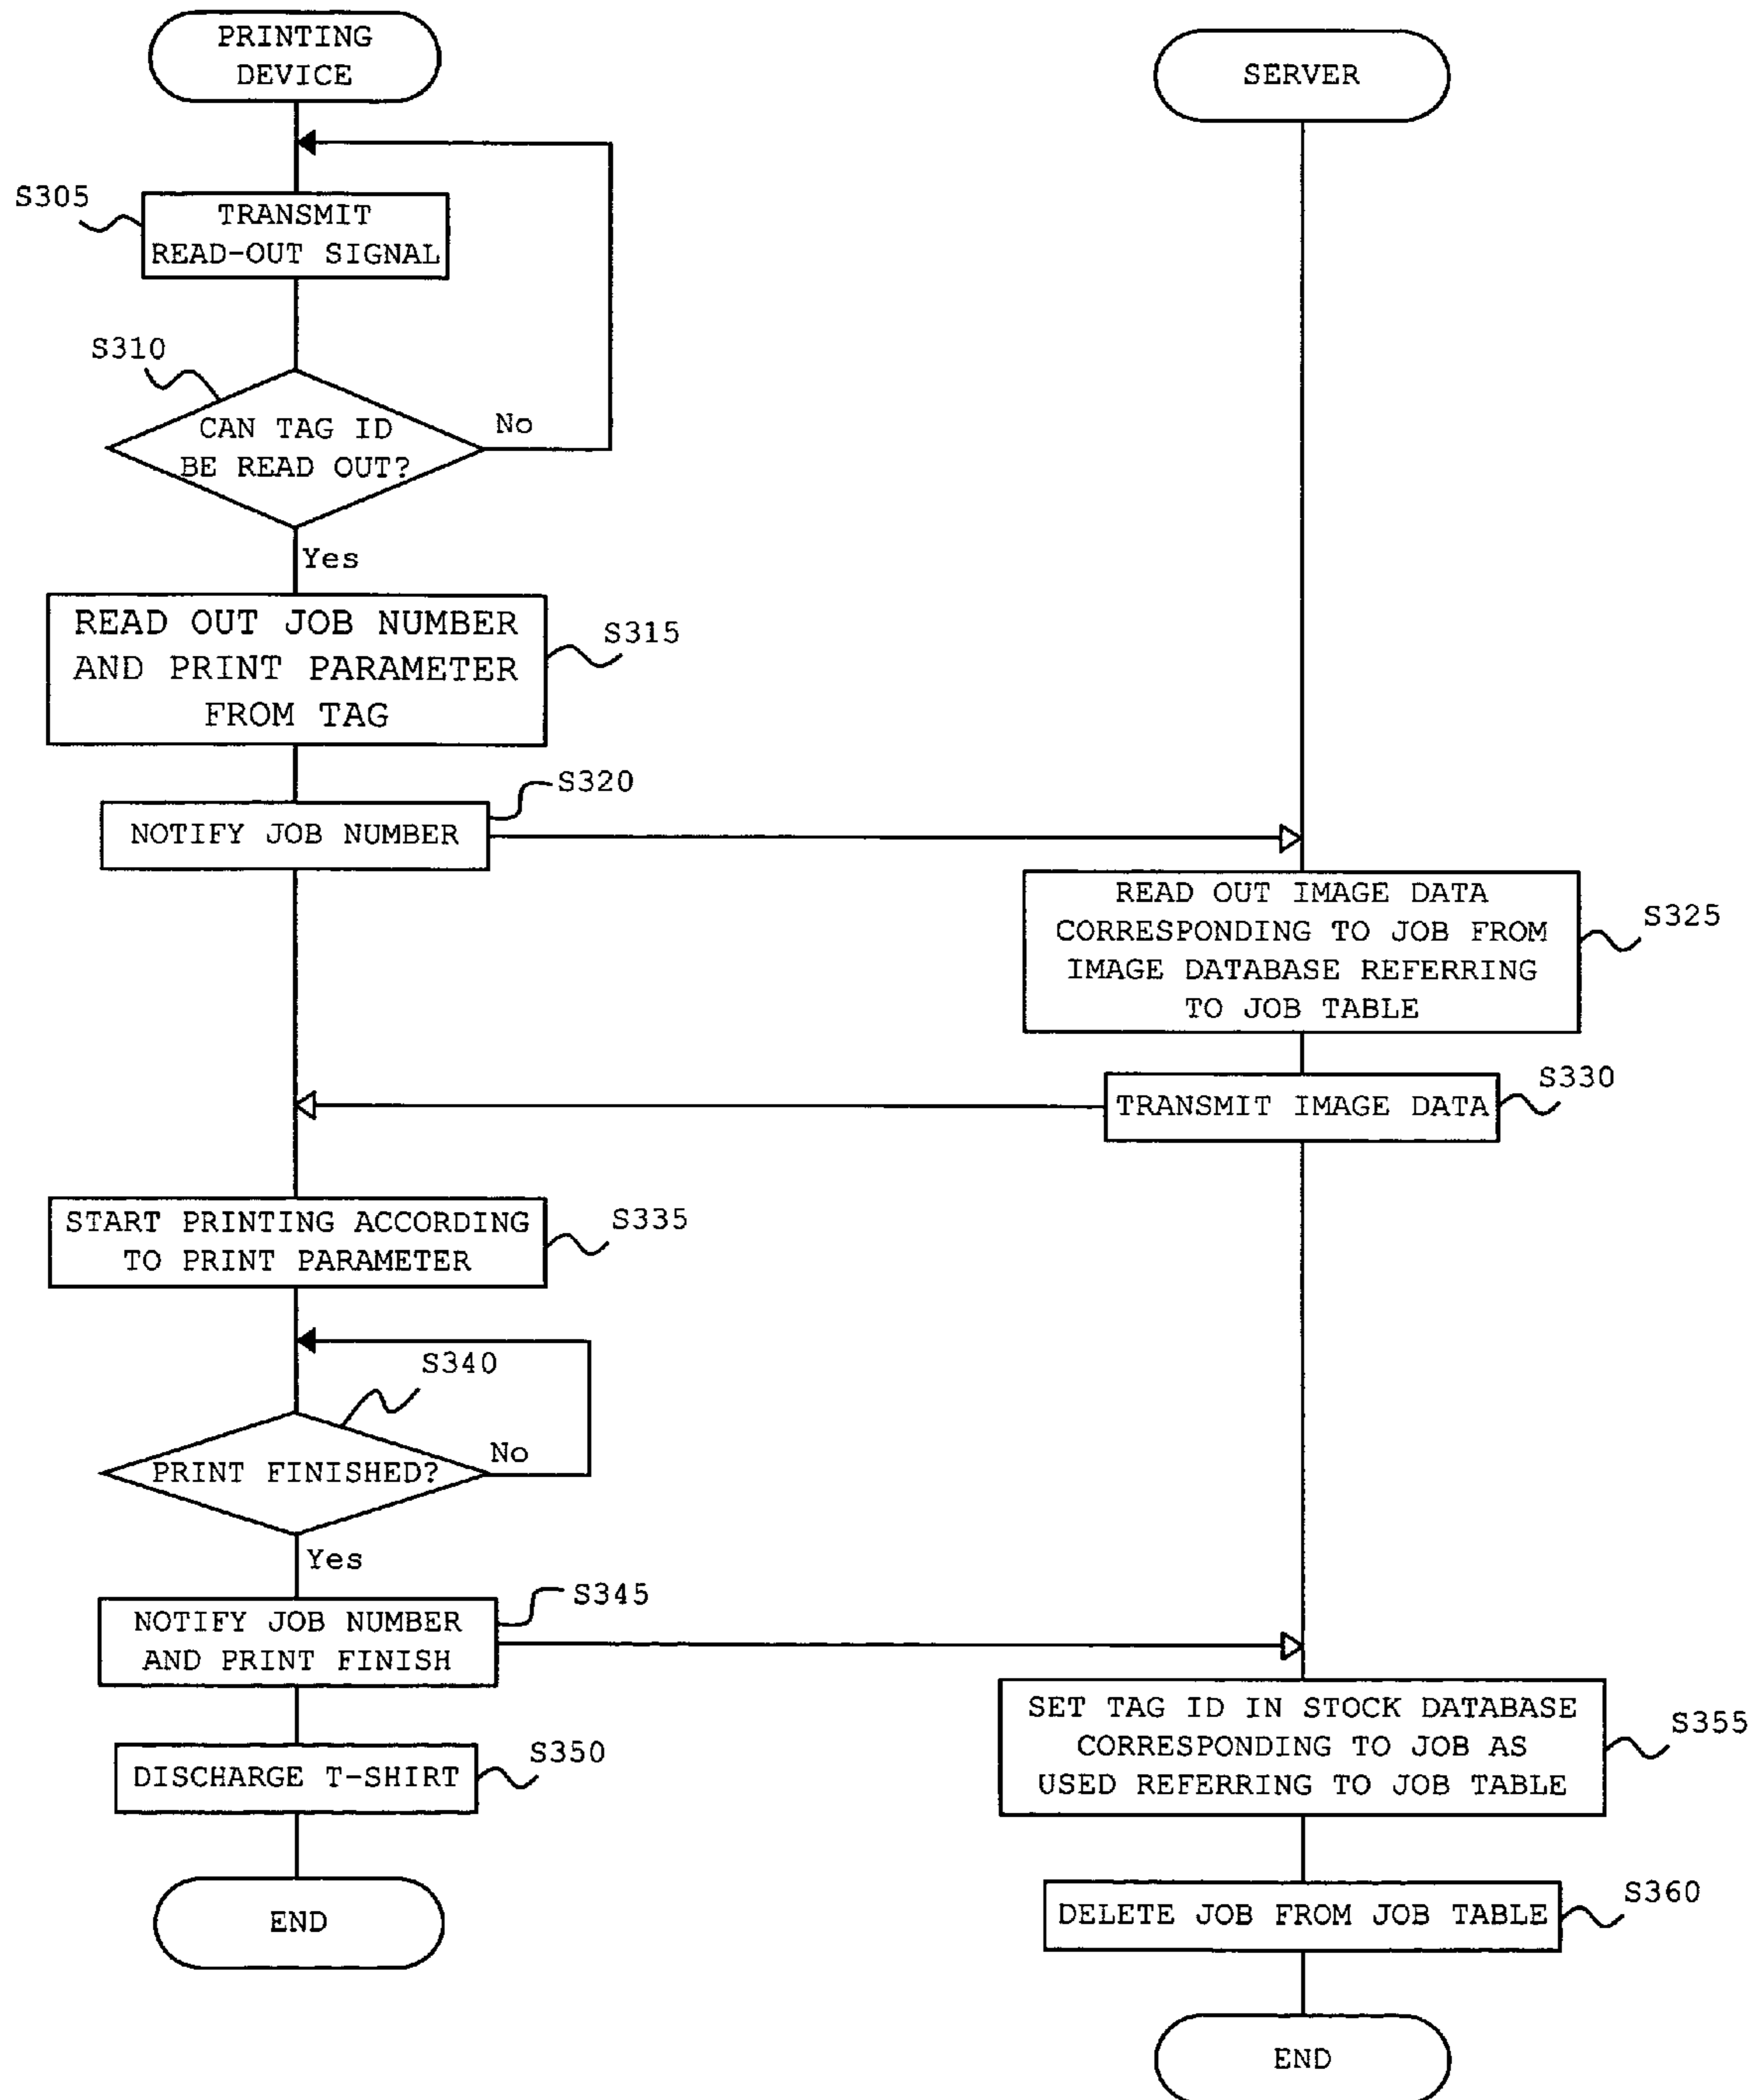 PRINTING
DEVICE
SERVER
S305
TRANSMIT
READ-OUT SIGNAL
S310
CAN TAG ID
BE READ OUT?
No
Yes
READ OUT JOB NUMBER
AND PRINT PARAMETER
FROM TAG
S315
S320
NOTIFY JOB NUMBER
READ OUT IMAGE DATA
CORRESPONDING TO JOB FROM
IMAGE DATABASE REFERRING
TO JOB TABLE
S325
TRANSMIT IMAGE DATA
S330
START PRINTING ACCORDING
TO PRINT PARAMETER
S335
S340
PRINT FINISHED?
No
Yes
NOTIFY JOB NUMBER
AND PRINT FINISH
S345
SET TAG ID IN STOCK DATABASE
CORRESPONDING TO JOB AS
USED REFERRING TO JOB TABLE
S355
DISCHARGE T-SHIRT
S350
DELETE JOB FROM JOB TABLE
S360
END
END